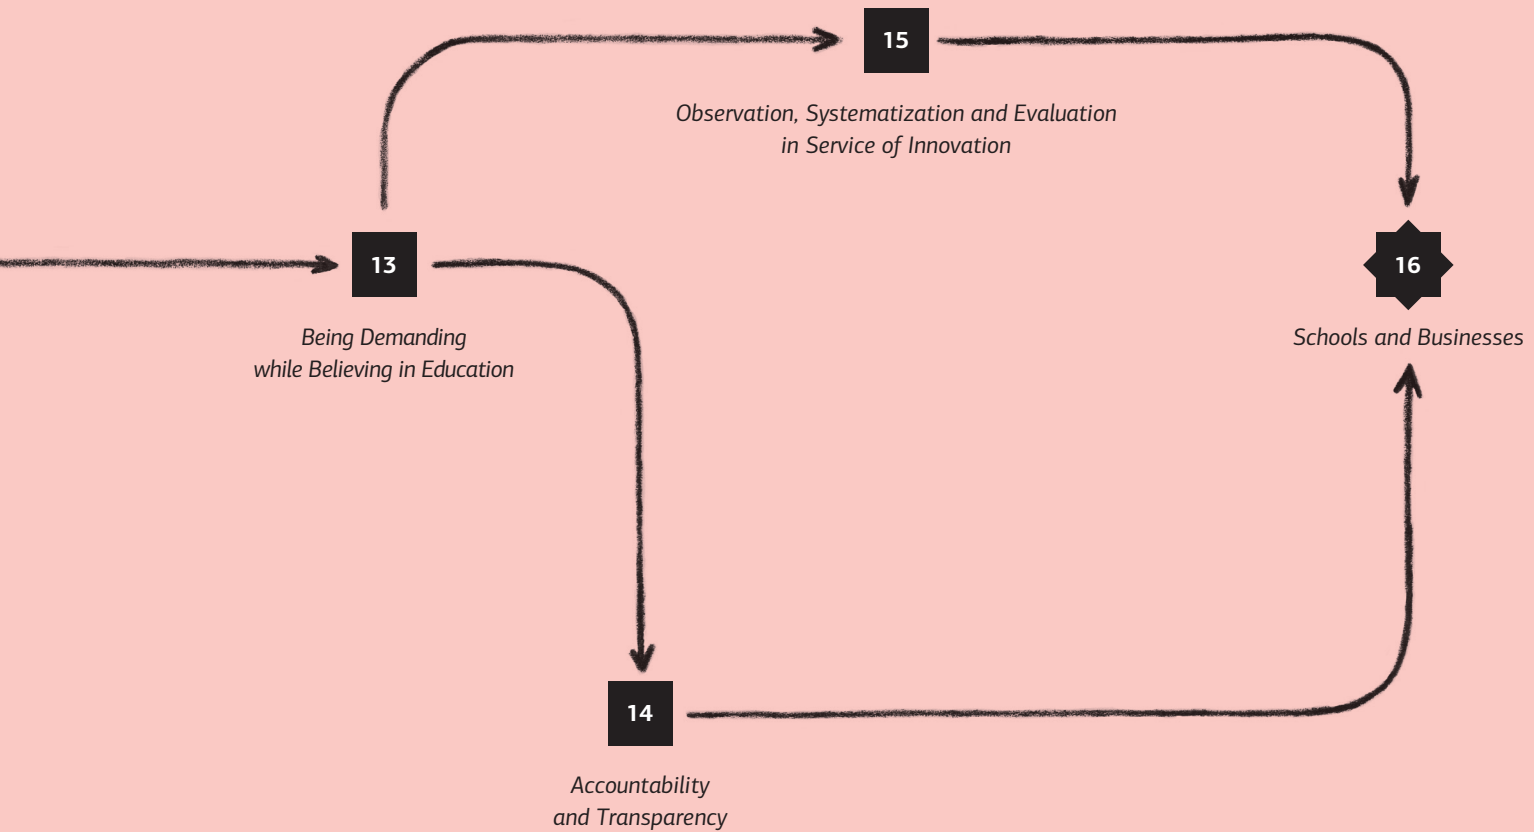 15
Observation, Systematization and Evaluation
in Service of Innovation
13
Being Demanding
while Believing in Education
16
Schools and Businesses
14
Accountability
and Transparency